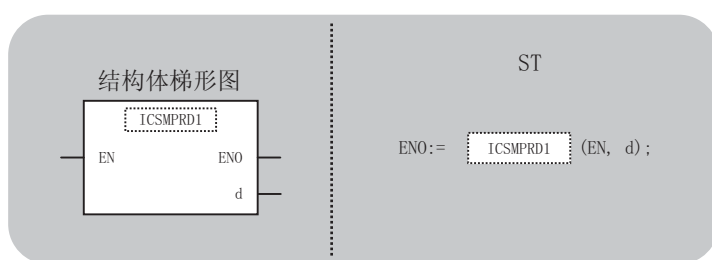 结构体梯形图
ICSMPRD1
EN ENO
d
ST
ENO:= ICSMPRD1 (EN, d);